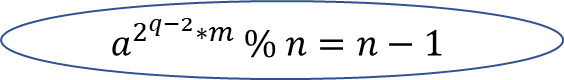 a^{2^{q-2}*m} % n = n − 1